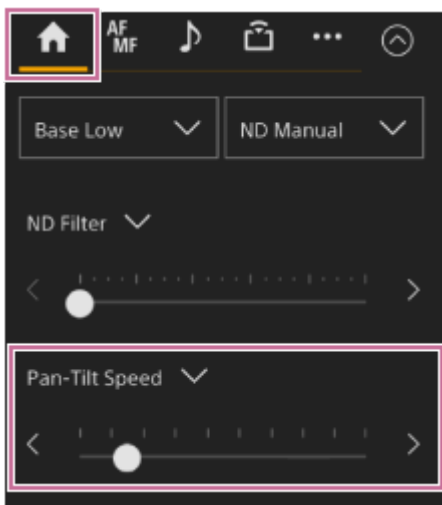 AF
MF
Base Low
ND Manual
ND Filter
Pan-Tilt Speed